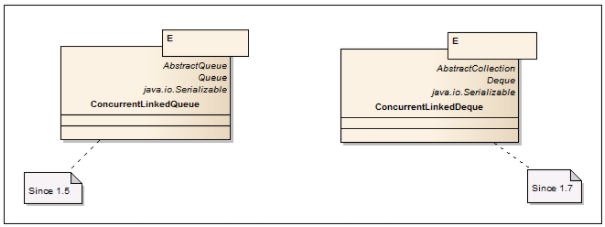 E
AbstractQueue
Queue
java.io.Serializable
ConcurrentLinkedQueue
Since 1.5
E
AbstractCollection
Deque
java.io.Serializable
ConcurrentLinkedDeque
Since 1.7